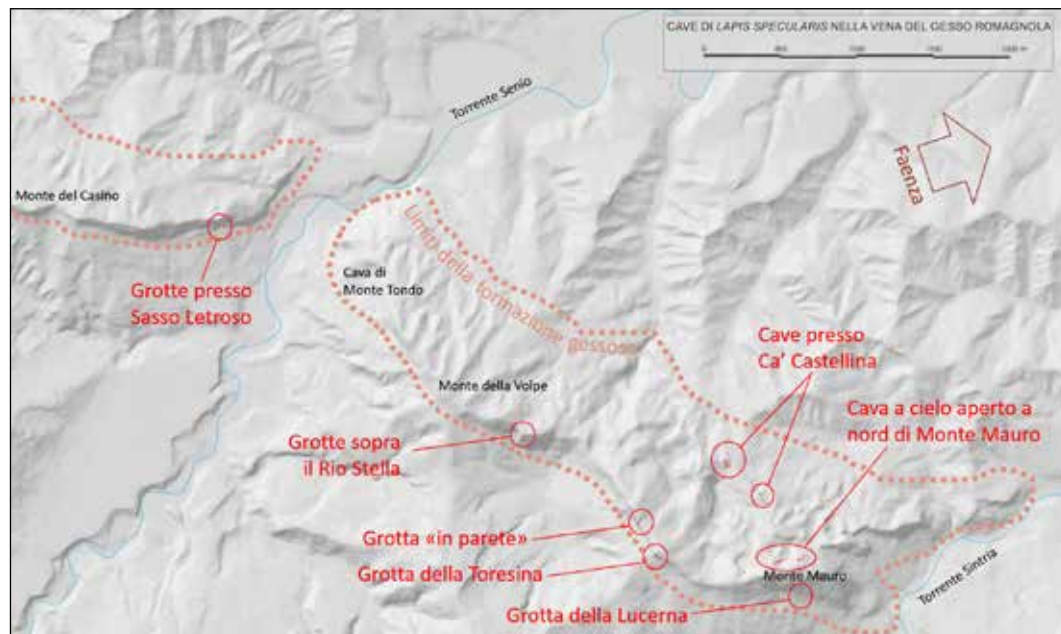 CAVE DI LAPIS SPECULARIS NELLA VENA DEL GESSO ROMAGNOLA
0
Torrente Senio
Faenza
Monte del Casino
Limite della formazione gessosa
Grotte presso
Sasso Letroso
Cava di
Monte Tondo
Cave presso
Ca' Castellina
Monte della Volpe
Cava a cielo aperto a
nord di Monte Mauro
Grotte sopra
il Rio Stella
Grotta «in parete»
Grotta della Toresina
Monte Mauro
Torrente Sintria
Grotta della Lucerna